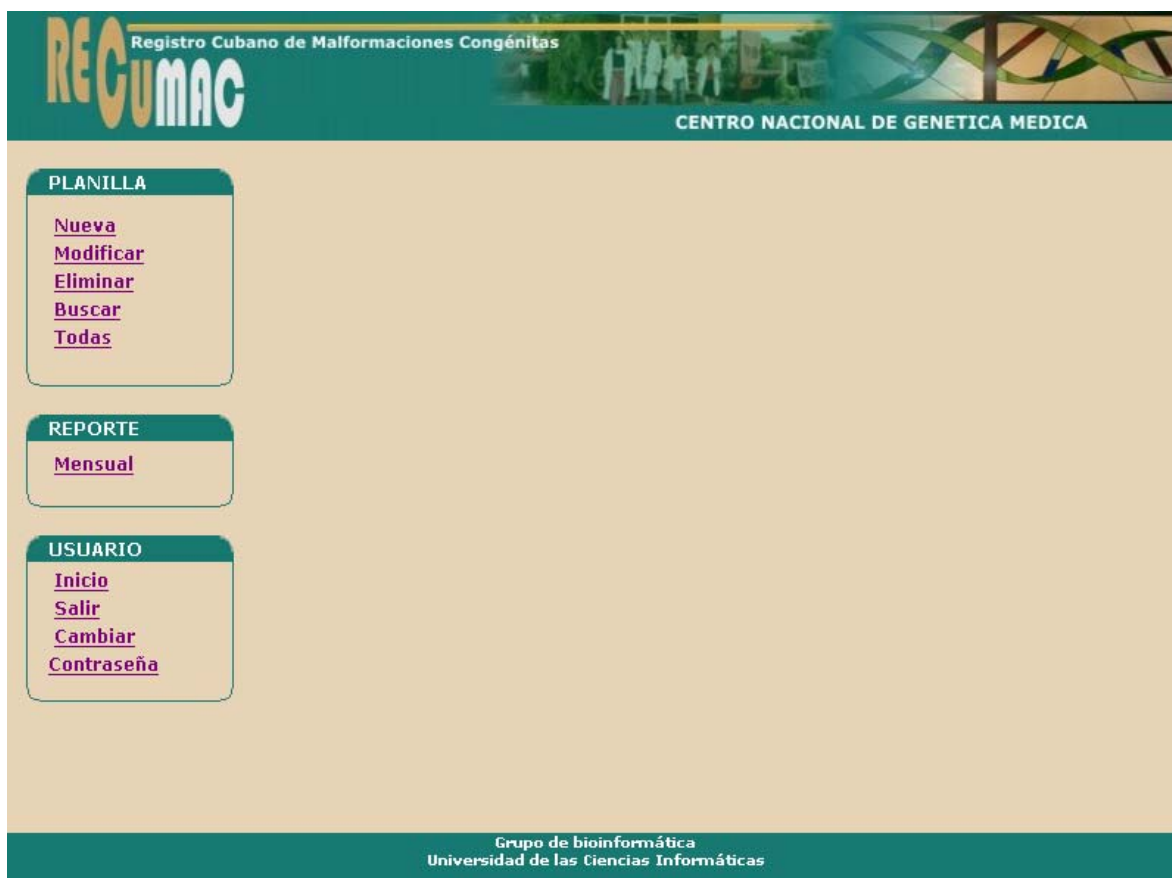 Registro Cubano de Malformaciones Congénitas
RECUMAC
CENTRO NACIONAL DE GENETICA MEDICA
PLANILLA
Nueva
Modificar
Eliminar
Buscar
Todas
REPORTE
Mensual
USUARIO
Inicio
Salir
Cambiar
Contraseña
Grupo de bioinformática
Universidad de las Ciencias Informáticas